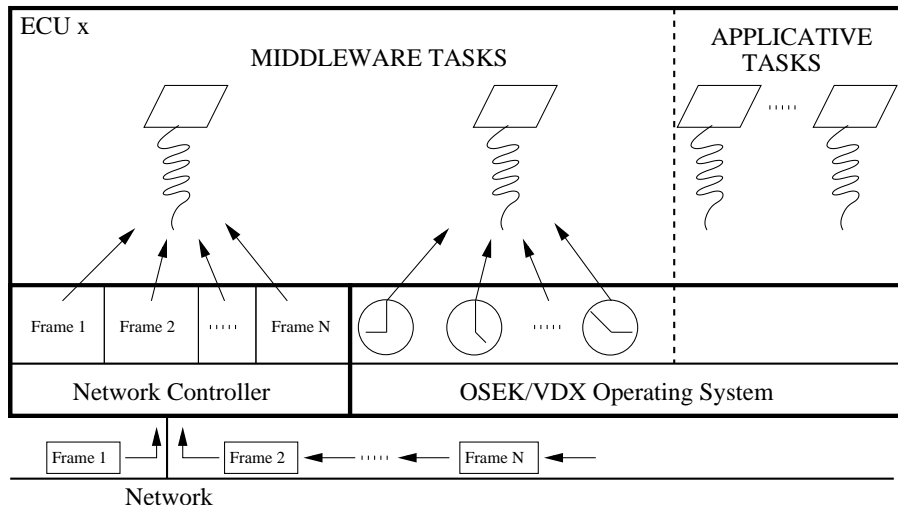 ECU x
MIDDLEWARE TASKS
APPLICATIVE
TASKS
Frame 1
Frame 2
Frame N
Network Controller
OSEK/VDX Operating System
Frame 1
Frame 2
Frame N
Network